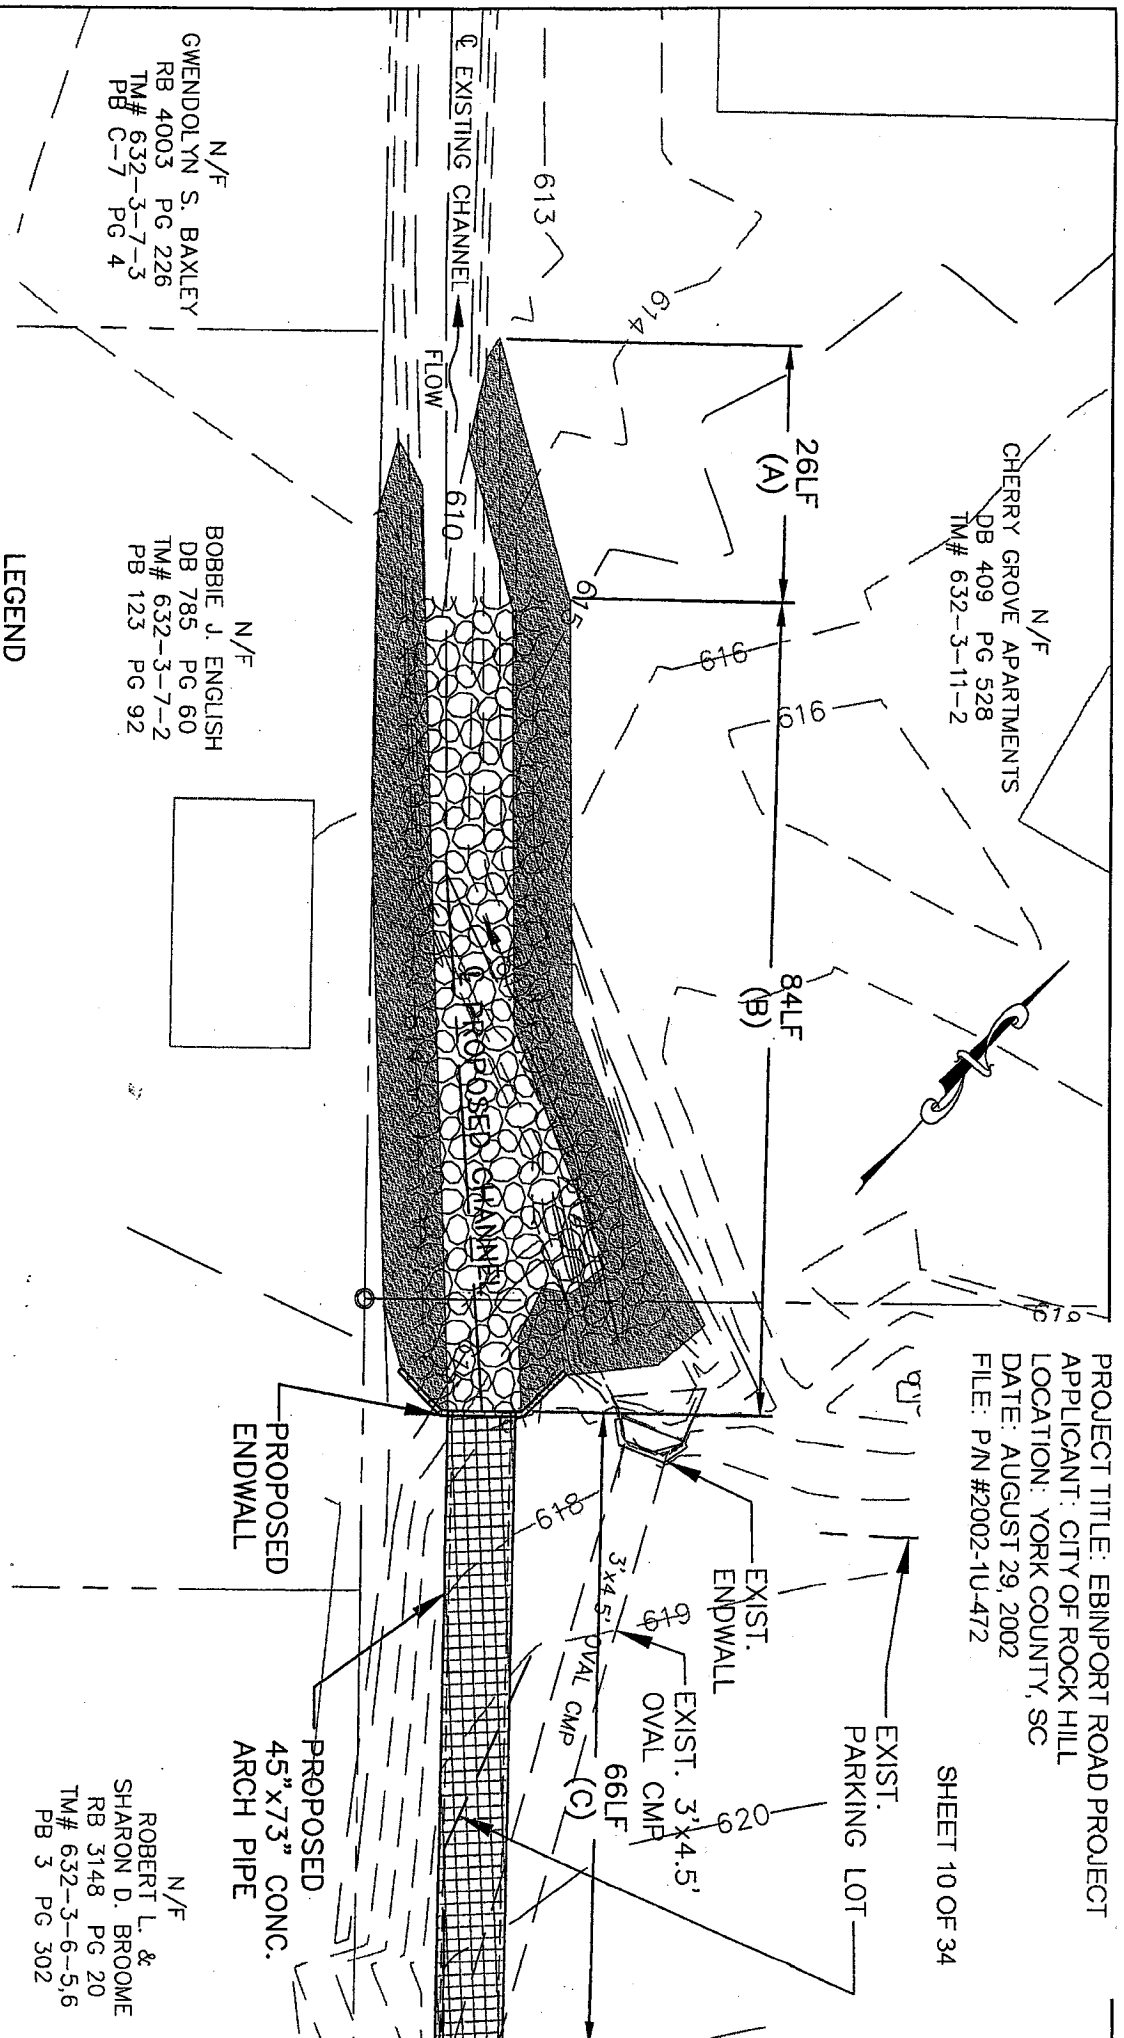 PROJECT TITLE: EBINPORT ROAD PROJECT
APPLICANT: CITY OF ROCK HILL
LOCATION: YORK COUNTY, SC
DATE: AUGUST 29, 2002
FILE: P/N #2002-1U-472
SHEET 10 OF 34
N/F
CHERRY GROVE APARTMENTS
DB 409 PG 528
TM# 632-3-11-2
26LF
(A)
84LF
(B)
66LF
(C)
613
614
615
616
616
610
619
618
619
620
℄ EXISTING CHANNEL
FLOW
℄ PROPOSED CHANNEL
EXIST.
PARKING LOT
EXIST.
ENDWALL
EXIST. 3'x4.5'
OVAL CMP
3'x4.5' OVAL CMP
PROPOSED
ENDWALL
PROPOSED
45"x73" CONC.
ARCH PIPE
N/F
GWENDOLYN S. BAXLEY
RB 4003 PG 226
TM# 632-3-7-3
PB C-7 PG 4
N/F
BOBBIE J. ENGLISH
DB 785 PG 60
TM# 632-3-7-2
PB 123 PG 92
N/F
ROBERT L. &
SHARON D. BROOME
RB 3148 PG 20
TM# 632-3-6-5,6
PB 3 PG 302
LEGEND